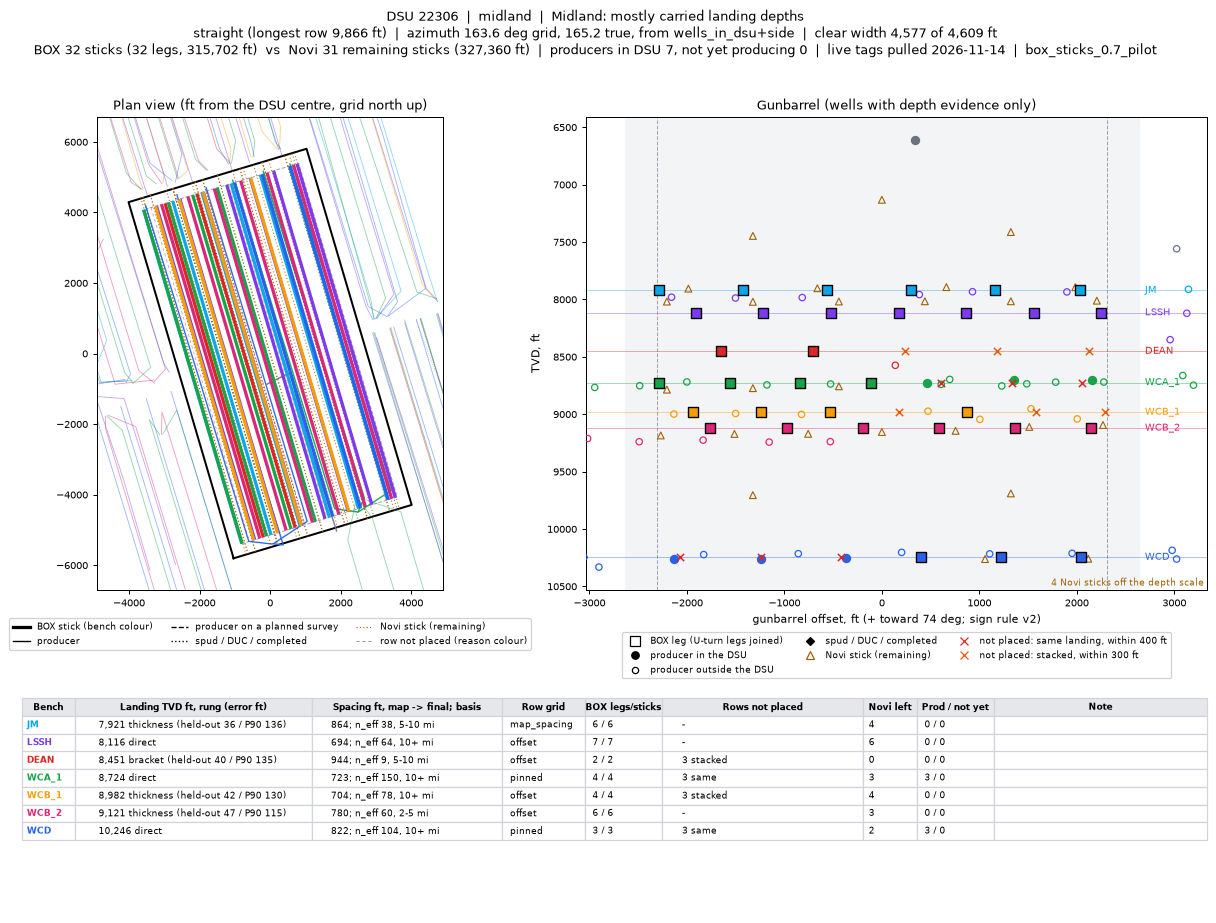 DSU 22306 | midland | Midland: mostly carried landing depths
straight (longest row 9,866 ft) | azimuth 163.6 deg grid, 165.2 true, from wells_in_dsu+side | clear width 4,577 of 4,609 ft
BOX 32 sticks (32 legs, 315,702 ft) vs Novi 31 remaining sticks (327,360 ft) | producers in DSU 7, not yet producing 0 | live tags pulled 2026-11-14 | box_sticks_0.7_pilot
Plan view (ft from the DSU centre, grid north up)
6000
4000
2000
0
−2000
−4000
−6000
−4000 −2000 0 2000 4000
BOX stick (bench colour)
producer
producer on a planned survey
spud / DUC / completed
Novi stick (remaining)
row not placed (reason colour)
Gunbarrel (wells with depth evidence only)
TVD, ft
6500
7000
7500
8000
8500
9000
9500
10000
10500
JM
LSSH
DEAN
WCA_1
WCB_1
WCB_2
WCD
4 Novi sticks off the depth scale
−3000 −2000 −1000 0 1000 2000 3000
gunbarrel offset, ft (+ toward 74 deg; sign rule v2)
BOX leg (U-turn legs joined)
producer in the DSU
producer outside the DSU
spud / DUC / completed
Novi stick (remaining)
not placed: same landing, within 400 ft
not placed: stacked, within 300 ft
Bench Landing TVD ft, rung (error ft) Spacing ft, map -> final; basis Row grid BOX legs/sticks Rows not placed Novi left Prod / not yet Note
JM 7,921 thickness (held-out 36 / P90 136) 864; n_eff 38, 5-10 mi map_spacing 6 / 6 - 4 0 / 0
LSSH 8,116 direct 694; n_eff 64, 10+ mi offset 7 / 7 - 6 0 / 0
DEAN 8,451 bracket (held-out 40 / P90 135) 944; n_eff 9, 5-10 mi offset 2 / 2 3 stacked 0 0 / 0
WCA_1 8,724 direct 723; n_eff 150, 10+ mi pinned 4 / 4 3 same 3 3 / 0
WCB_1 8,982 thickness (held-out 42 / P90 130) 704; n_eff 78, 10+ mi offset 4 / 4 3 stacked 4 0 / 0
WCB_2 9,121 thickness (held-out 47 / P90 115) 780; n_eff 60, 2-5 mi offset 6 / 6 - 3 0 / 0
WCD 10,246 direct 822; n_eff 104, 10+ mi pinned 3 / 3 3 same 2 3 / 0